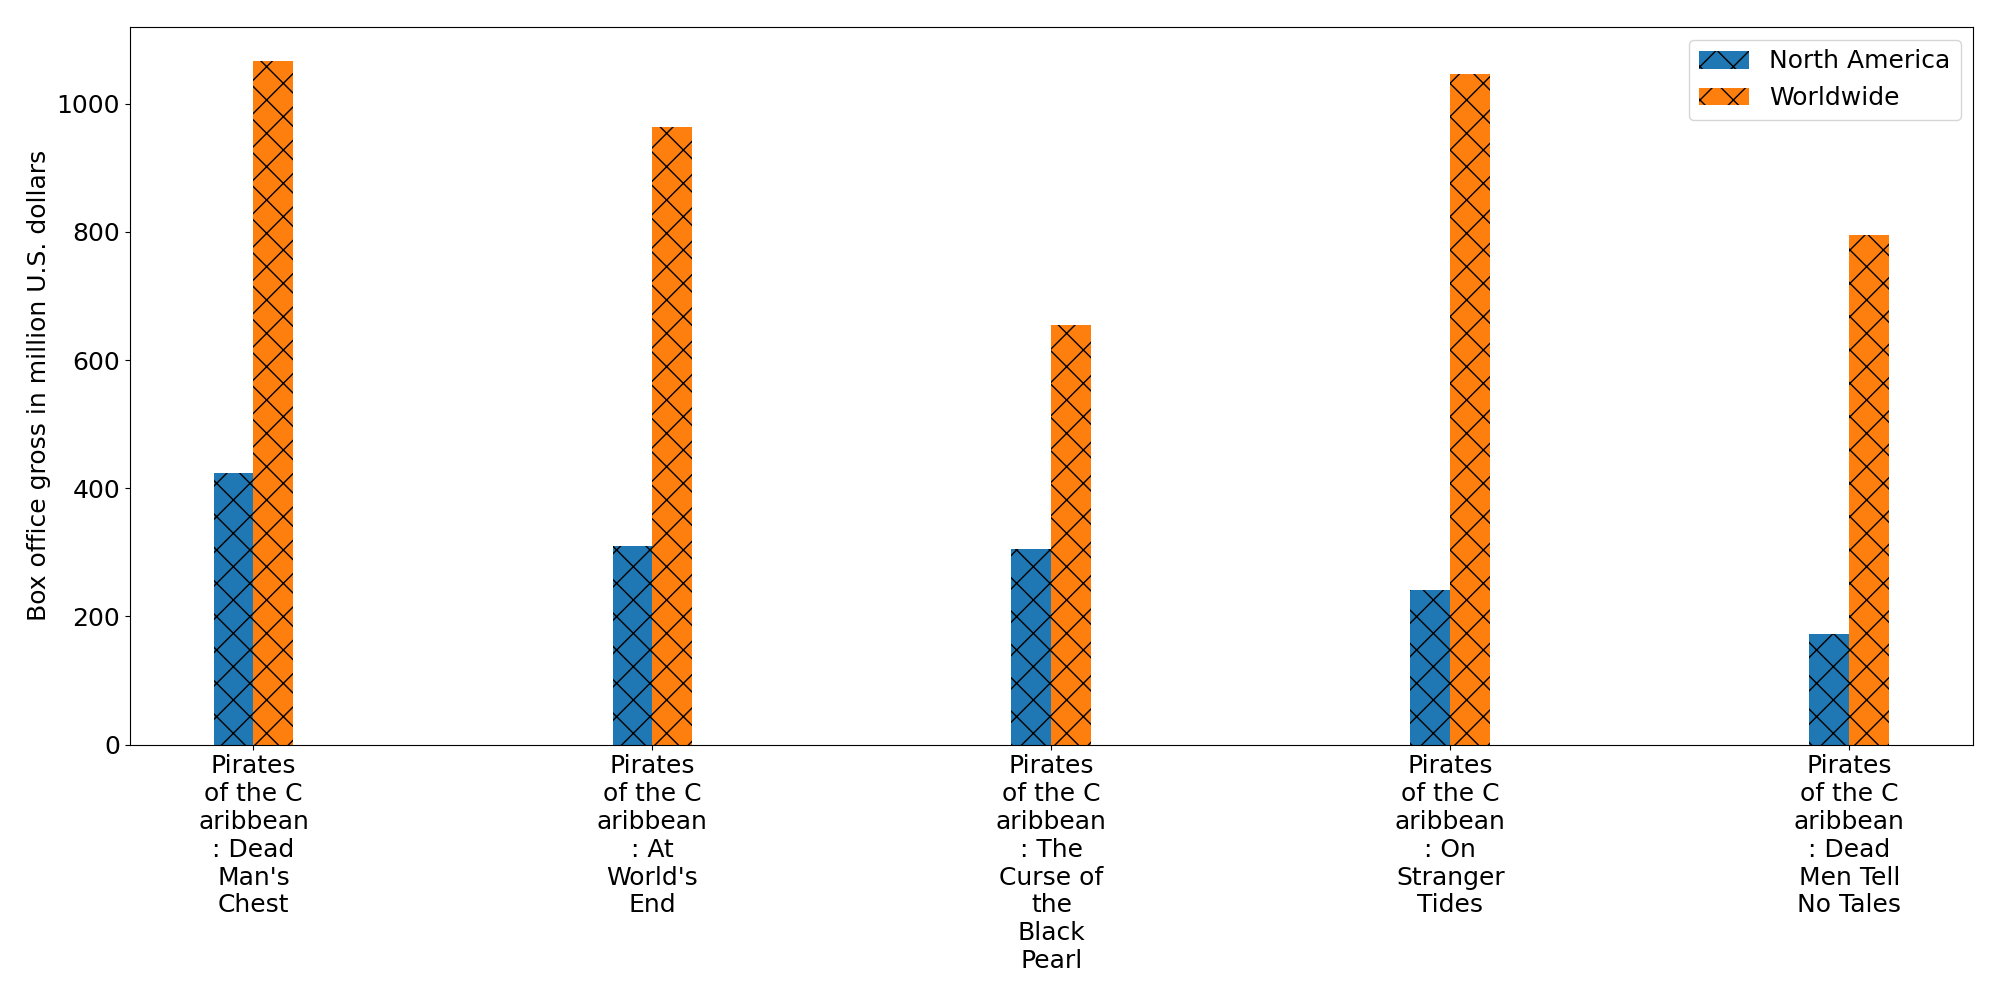 North America
Worldwide
Box office gross in million U.S. dollars
1000
800
600
400
200
0
Pirates
of the C
aribbean
: Dead
Man's
Chest
Pirates
of the C
aribbean
: At
World's
End
Pirates
of the C
aribbean
: The
Curse of
the
Black
Pearl
Pirates
of the C
aribbean
: On
Stranger
Tides
Pirates
of the C
aribbean
: Dead
Men Tell
No Tales